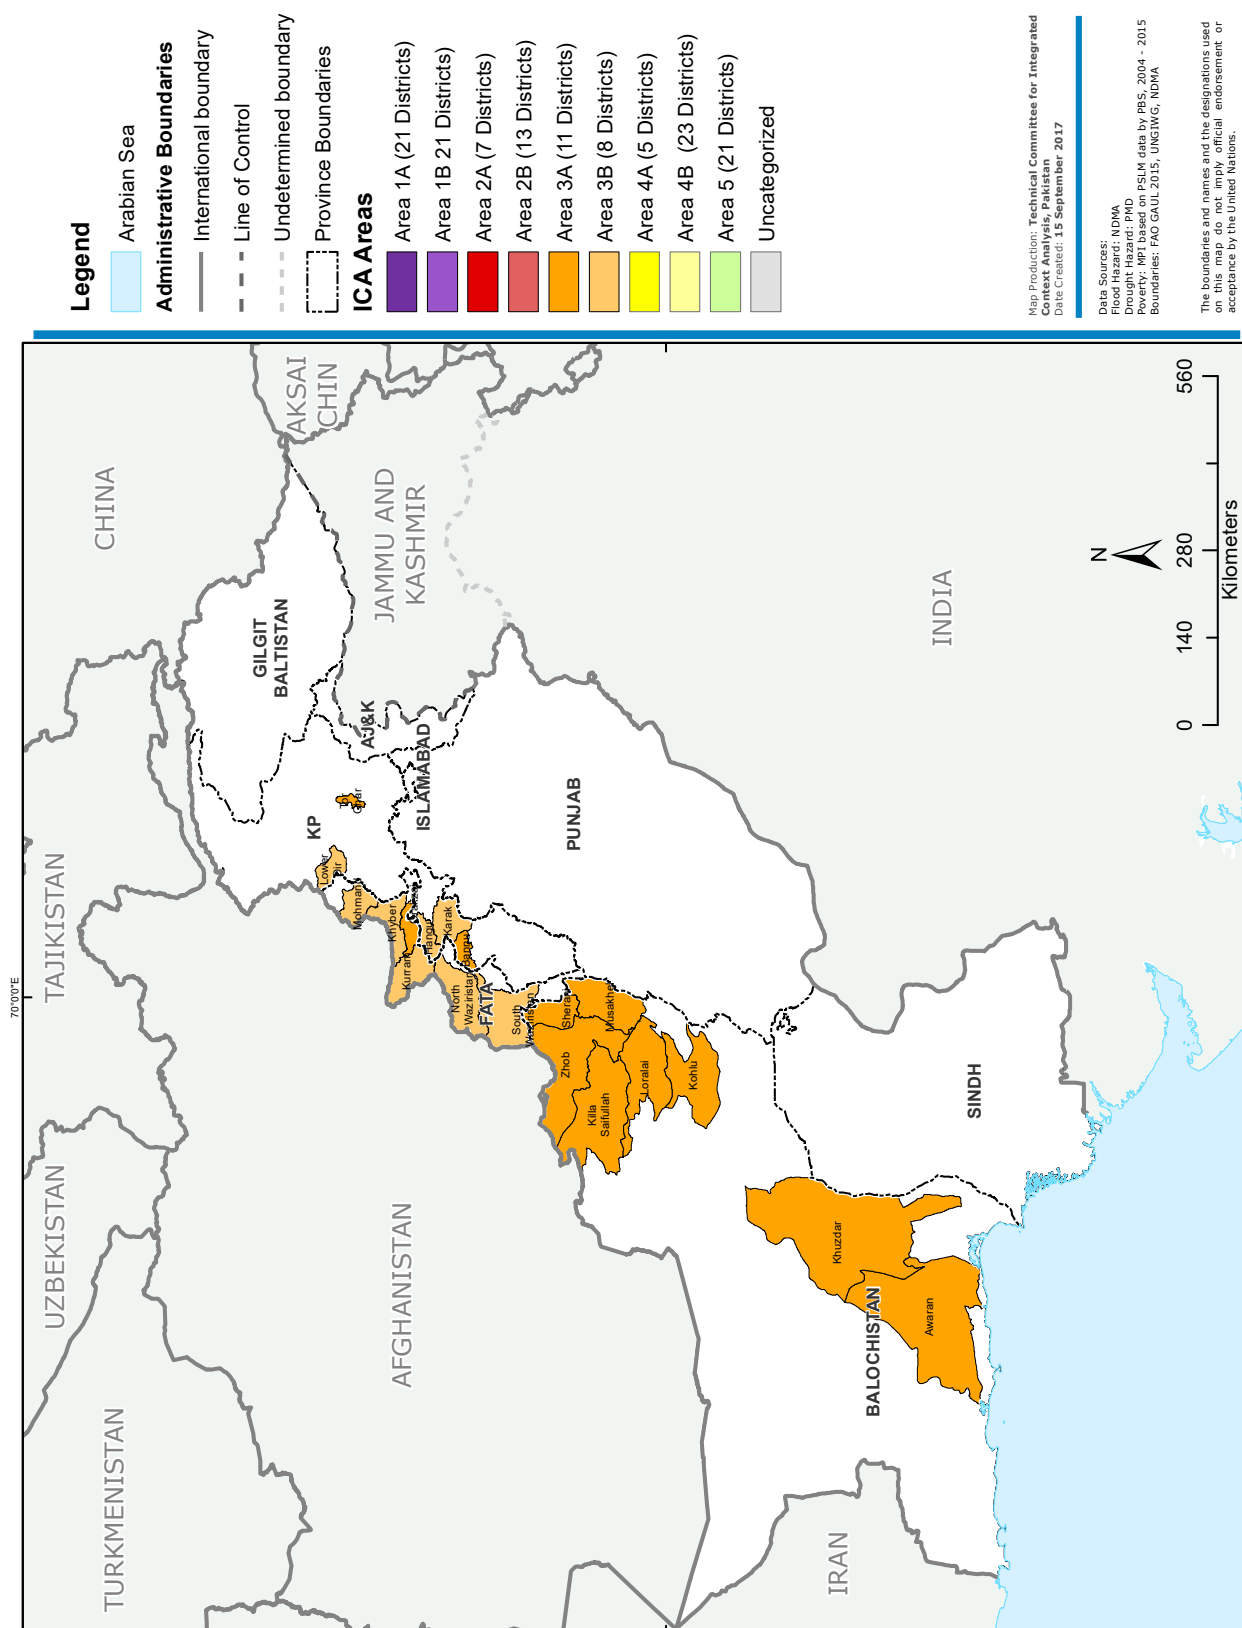 70°0'0"E
TURKMENISTAN
UZBEKISTAN
TAJIKISTAN
CHINA
AFGHANISTAN
IRAN
INDIA
JAMMU AND
KASHMIR
AKSAI
CHIN
GILGIT
BALTISTAN
KP
AJ&K
ISLAMABAD
PUNJAB
FATA
BALOCHISTAN
SINDH
Tor
Ghar
Lower
Dir
Mohmand
Khyber
Kurram
Hangu
Karak
Bannu
North
Waziristan
South
Waziristan
Sherani
Musakhel
Zhob
Killa
Saifullah
Loralai
Kohlu
Khuzdar
Awaran
N
0 140 280 560
Kilometers
Legend
Arabian Sea
Administrative Boundaries
International boundary
Line of Control
Undetermined boundary
Province Boundaries
ICA Areas
Area 1A (21 Districts)
Area 1B 21 Districts)
Area 2A (7 Districts)
Area 2B (13 Districts)
Area 3A (11 Districts)
Area 3B (8 Districts)
Area 4A (5 Districts)
Area 4B (23 Districts)
Area 5 (21 Districts)
Uncategorized
Map Production: Technical Committee for Integrated
Context Analysis, Pakistan
Date Created: 15 September 2017
Data Sources:
Flood Hazard: NDMA
Drought Hazard: PMD
Poverty: MPI based on PSLM data by PBS, 2004 - 2015
Boundaries: FAO GAUL 2015, UNGIWG, NDMA
The boundaries and names and the designations used
on this map do not imply official endorsement or
acceptance by the United Nations.